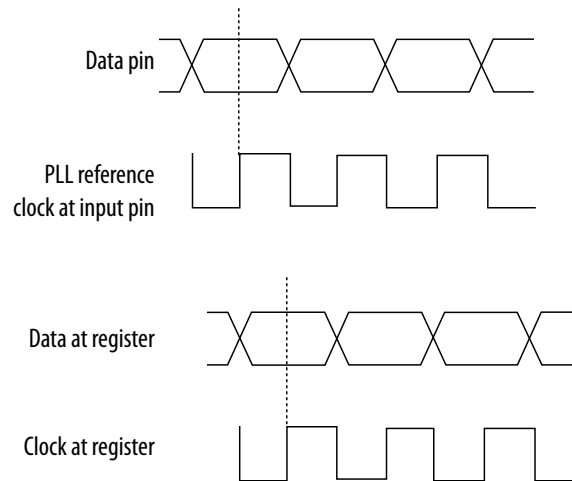 Data pin
PLL reference
clock at input pin
Data at register
Clock at register